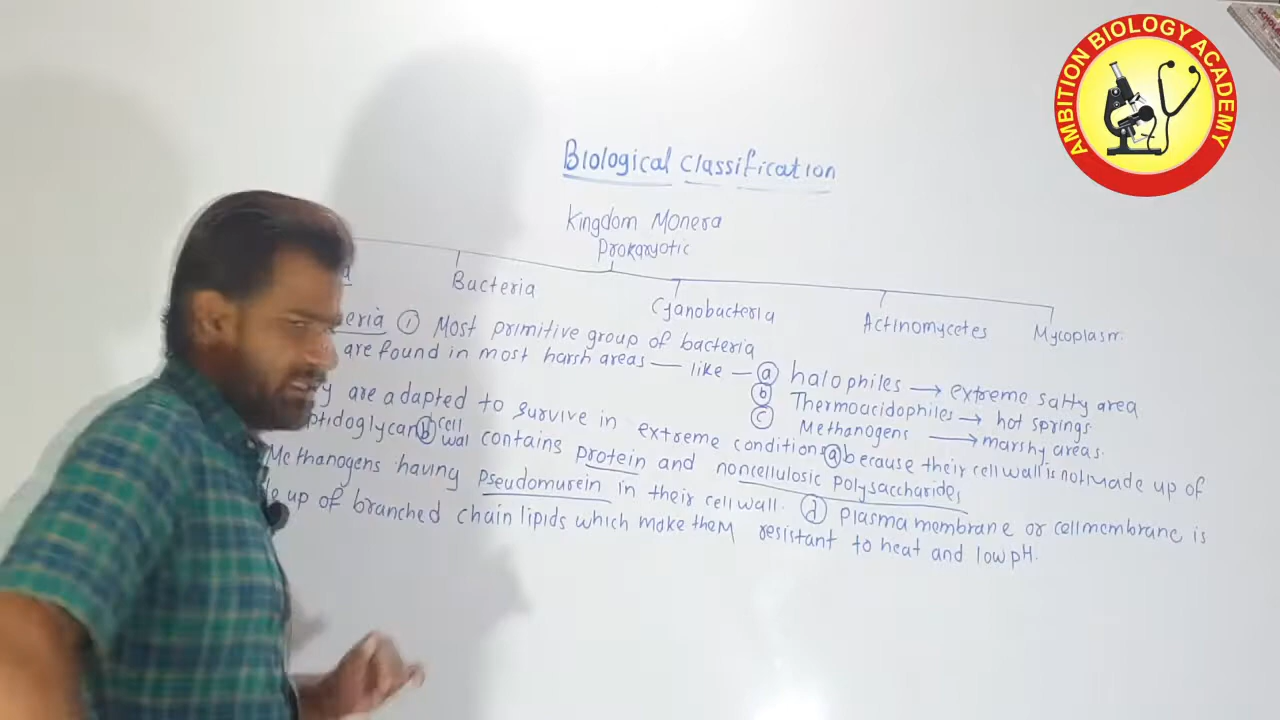 AMBITION BIOLOGY ACADEMY
Biological classification
Kingdom Monera
Prokaryotic
Bacteria
Cyanobacteria
Actinomycetes
Mycoplasm
① Most primitive group of bacteria
are found in most harsh areas — like — ⓐ halophiles → extreme salty area
ⓑ Thermoacidophiles → hot springs
ⓒ Methanogens → marshy areas.
are adapted to survive in extreme conditions ⓐ because their cell wall is not made up of
ⓑ cell wall contains protein and noncellulosic polysaccharides
Methanogens having pseudomurein in their cell wall. ⓓ plasma membrane or cell membrane is
up of branched chain lipids which make them resistant to heat and low pH.